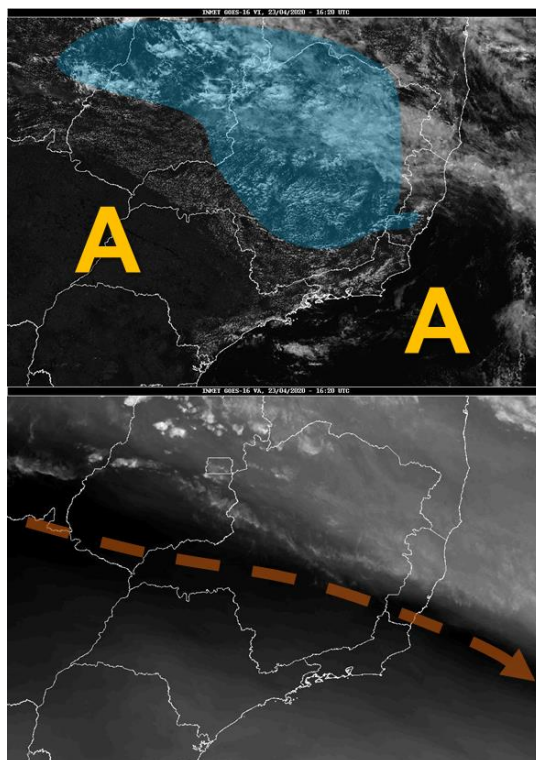 INMET GOES-16 VI, 23/04/2020 - 16:20 UTC
A
A
INMET GOES-16 VA, 23/04/2020 - 16:20 UTC